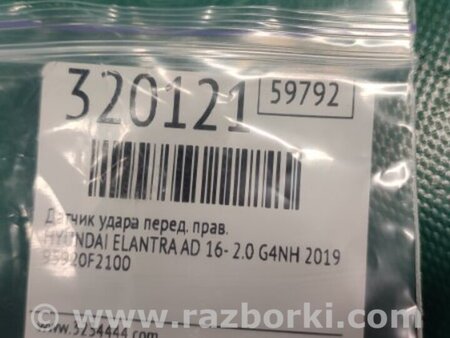 320121
59792
Датчик удара перед. прав.
HYUNDAI ELANTRA AD 16- 2.0 G4NH 2019
95920F2100
www.3254444.com
© www.razborki.com